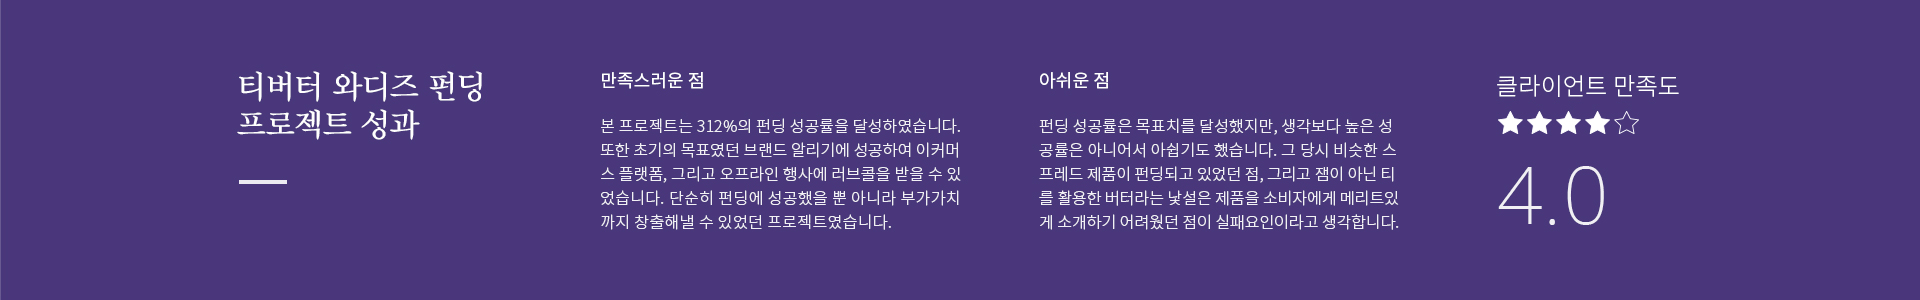 티버터 와디즈 펀딩
프로젝트 성과
만족스러운 점
본 프로젝트는 312%의 펀딩 성공률을 달성하였습니다.
또한 초기의 목표였던 브랜드 알리기에 성공하여 이커머
스 플랫폼, 그리고 오프라인 행사에 러브콜을 받을 수 있
었습니다. 단순히 펀딩에 성공했을 뿐 아니라 부가가치
까지 창출해낼 수 있었던 프로젝트였습니다.
아쉬운 점
펀딩 성공률은 목표치를 달성했지만, 생각보다 높은 성
공률은 아니어서 아쉽기도 했습니다. 그 당시 비슷한 스
프레드 제품이 펀딩되고 있었던 점, 그리고 잼이 아닌 티
를 활용한 버터라는 낯설은 제품을 소비자에게 메리트있
게 소개하기 어려웠던 점이 실패요인이라고 생각합니다.
클라이언트 만족도
4.0